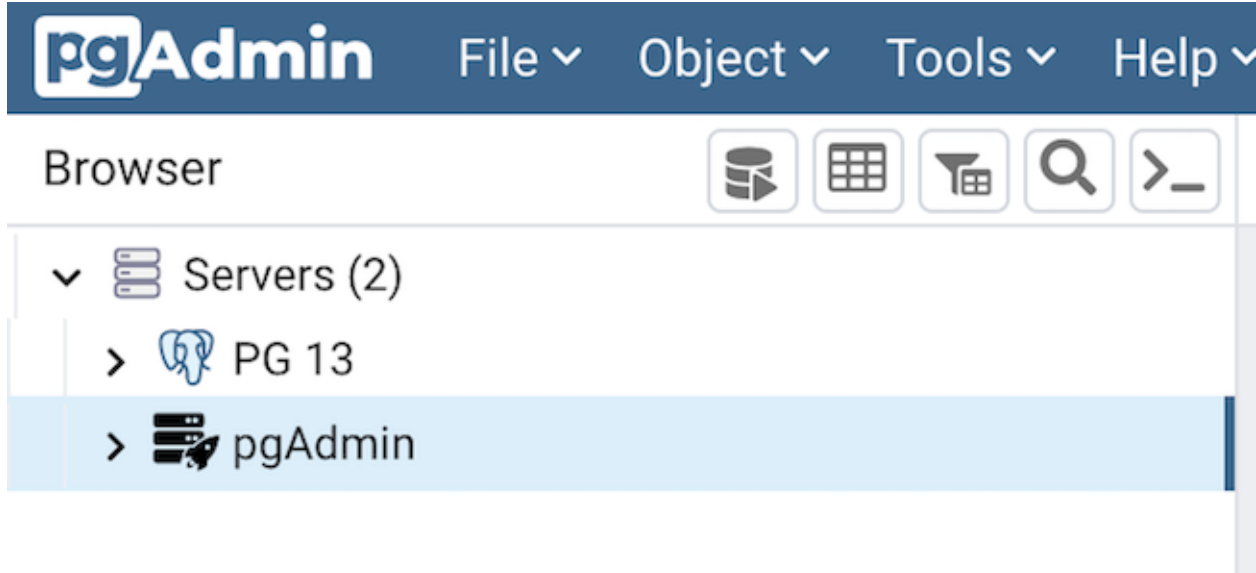 pgAdmin File Object Tools Help
Browser
Servers (2)
PG 13
pgAdmin